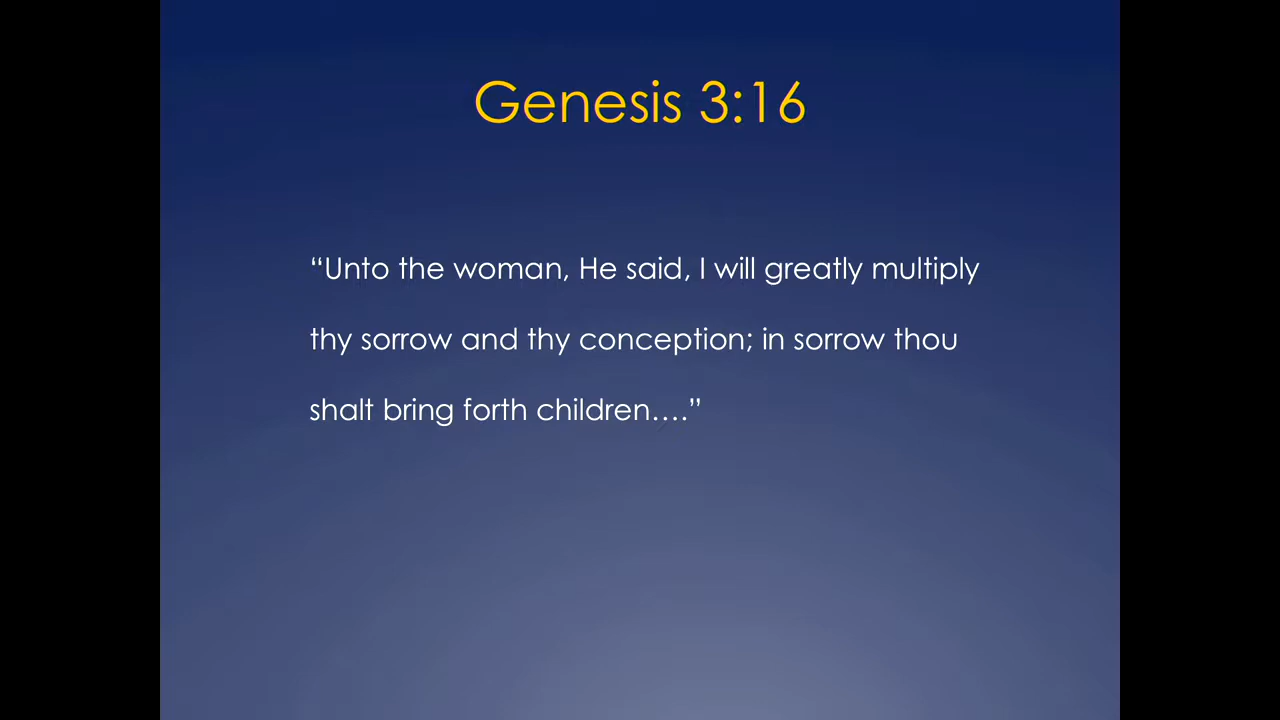 Genesis 3:16
“Unto the woman, He said, I will greatly multiply
thy sorrow and thy conception; in sorrow thou
shalt bring forth children….”